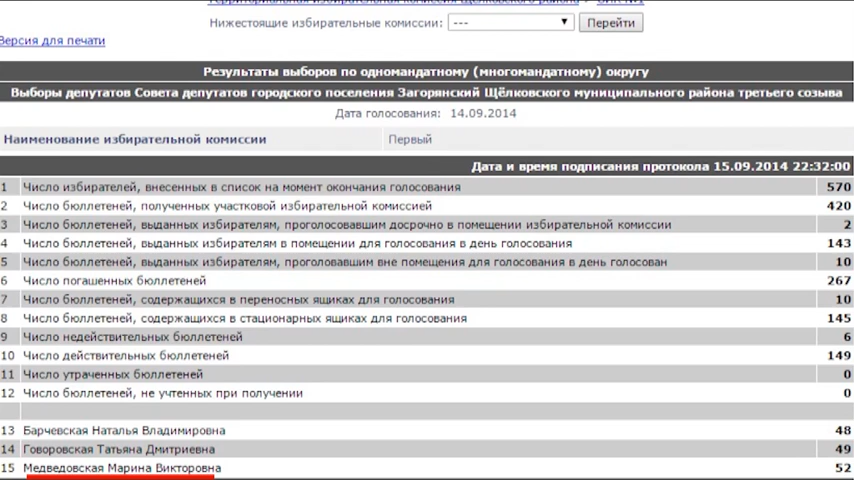 Территориальная избирательная комиссия Щёлковского района > ОИК №1
Нижестоящие избирательные комиссии: --- Перейти
Версия для печати
Результаты выборов по одномандатному (многомандатному) округу
Выборы депутатов Совета депутатов городского поселения Загорянский Щёлковского муниципального района третьего созыва
Дата голосования: 14.09.2014
Наименование избирательной комиссии Первый
Дата и время подписания протокола 15.09.2014 22:32:00
1 Число избирателей, внесенных в список на момент окончания голосования 570
2 Число бюллетеней, полученных участковой избирательной комиссией 420
3 Число бюллетеней, выданных избирателям, проголосовавшим досрочно в помещении избирательной комиссии 2
4 Число бюллетеней, выданных избирателям в помещении для голосования в день голосования 143
5 Число бюллетеней, выданных избирателям, проголовавшим вне помещения для голосования в день голосован 10
6 Число погашенных бюллетеней 267
7 Число бюллетеней, содержащихся в переносных ящиках для голосования 10
8 Число бюллетеней, содержащихся в стационарных ящиках для голосования 145
9 Число недействительных бюллетеней 6
10 Число действительных бюллетеней 149
11 Число утраченных бюллетеней 0
12 Число бюллетеней, не учтенных при получении 0
13 Барчевская Наталья Владимировна 48
14 Говоровская Татьяна Дмитриевна 49
15 Медведовская Марина Викторовна 52